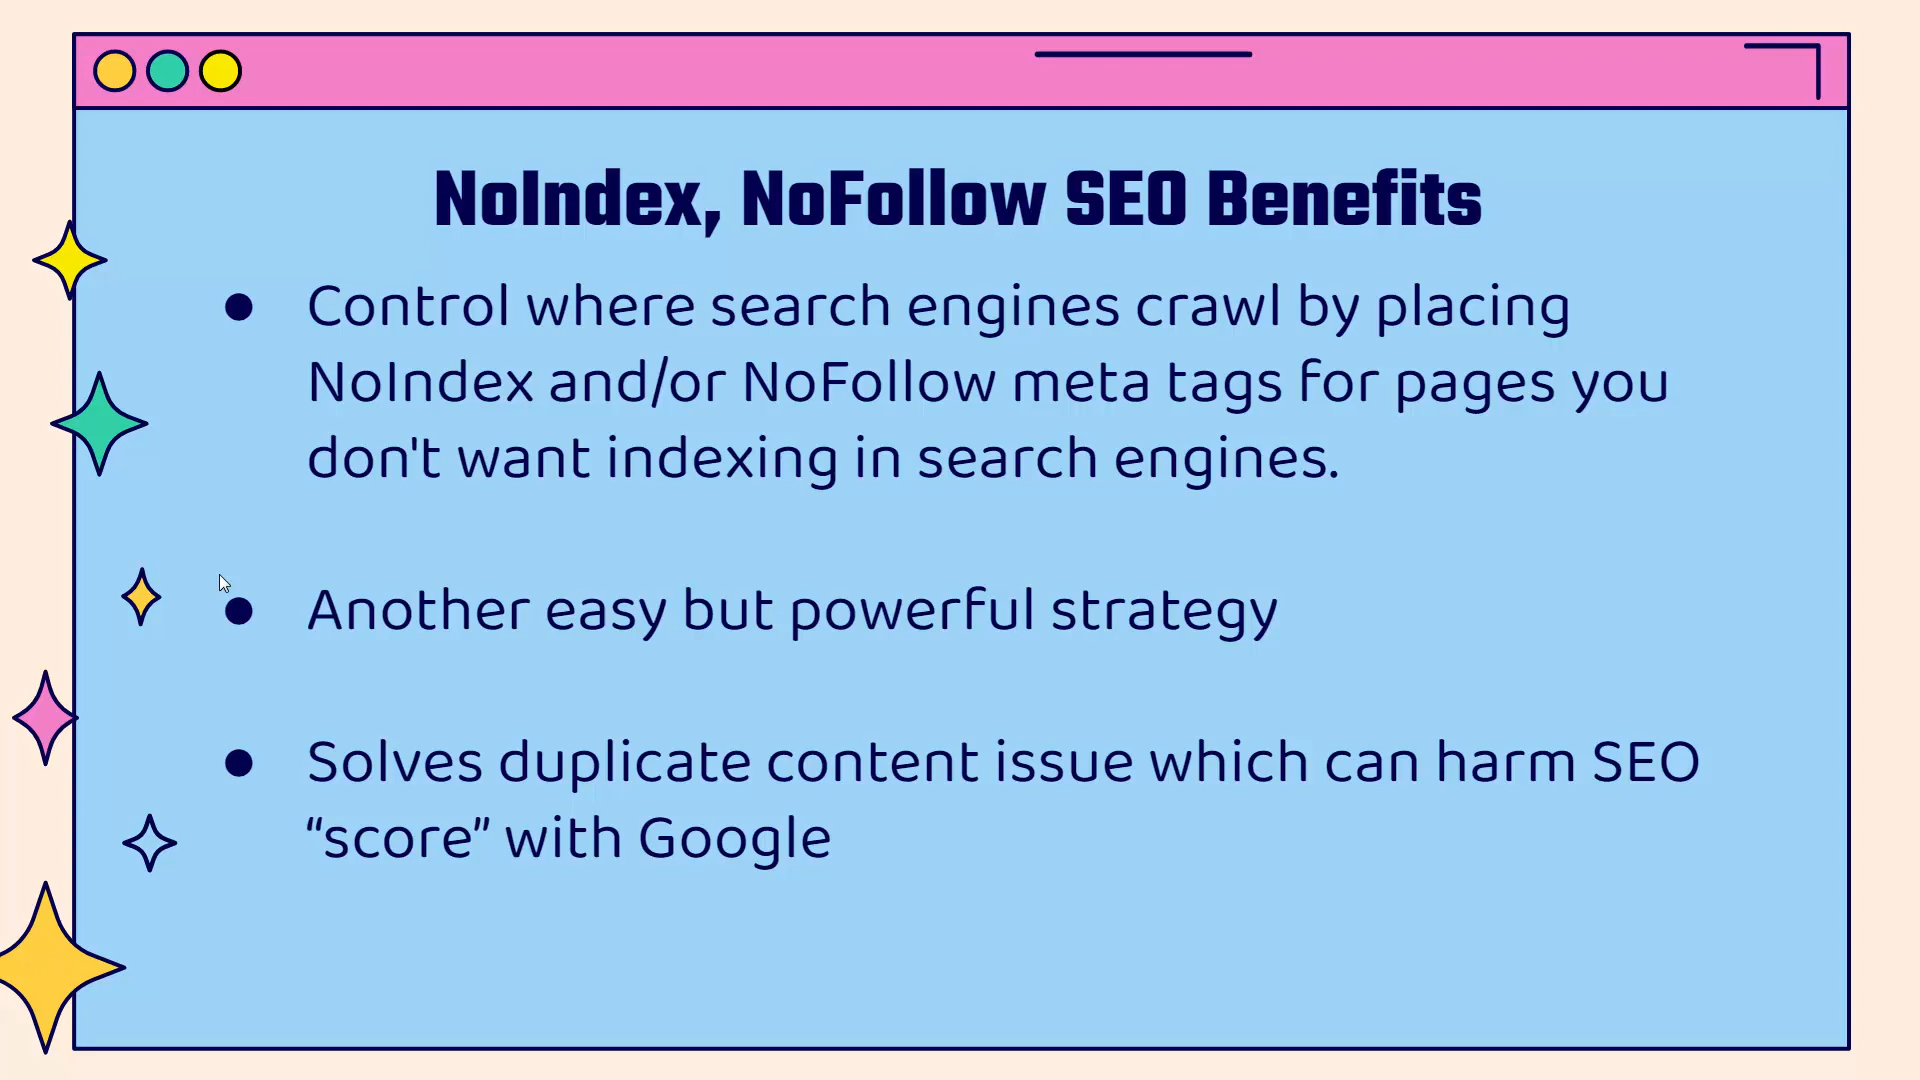 NoIndex, NoFollow SEO Benefits
● Control where search engines crawl by placing
NoIndex and/or NoFollow meta tags for pages you
don't want indexing in search engines.
● Another easy but powerful strategy
● Solves duplicate content issue which can harm SEO
“score” with Google